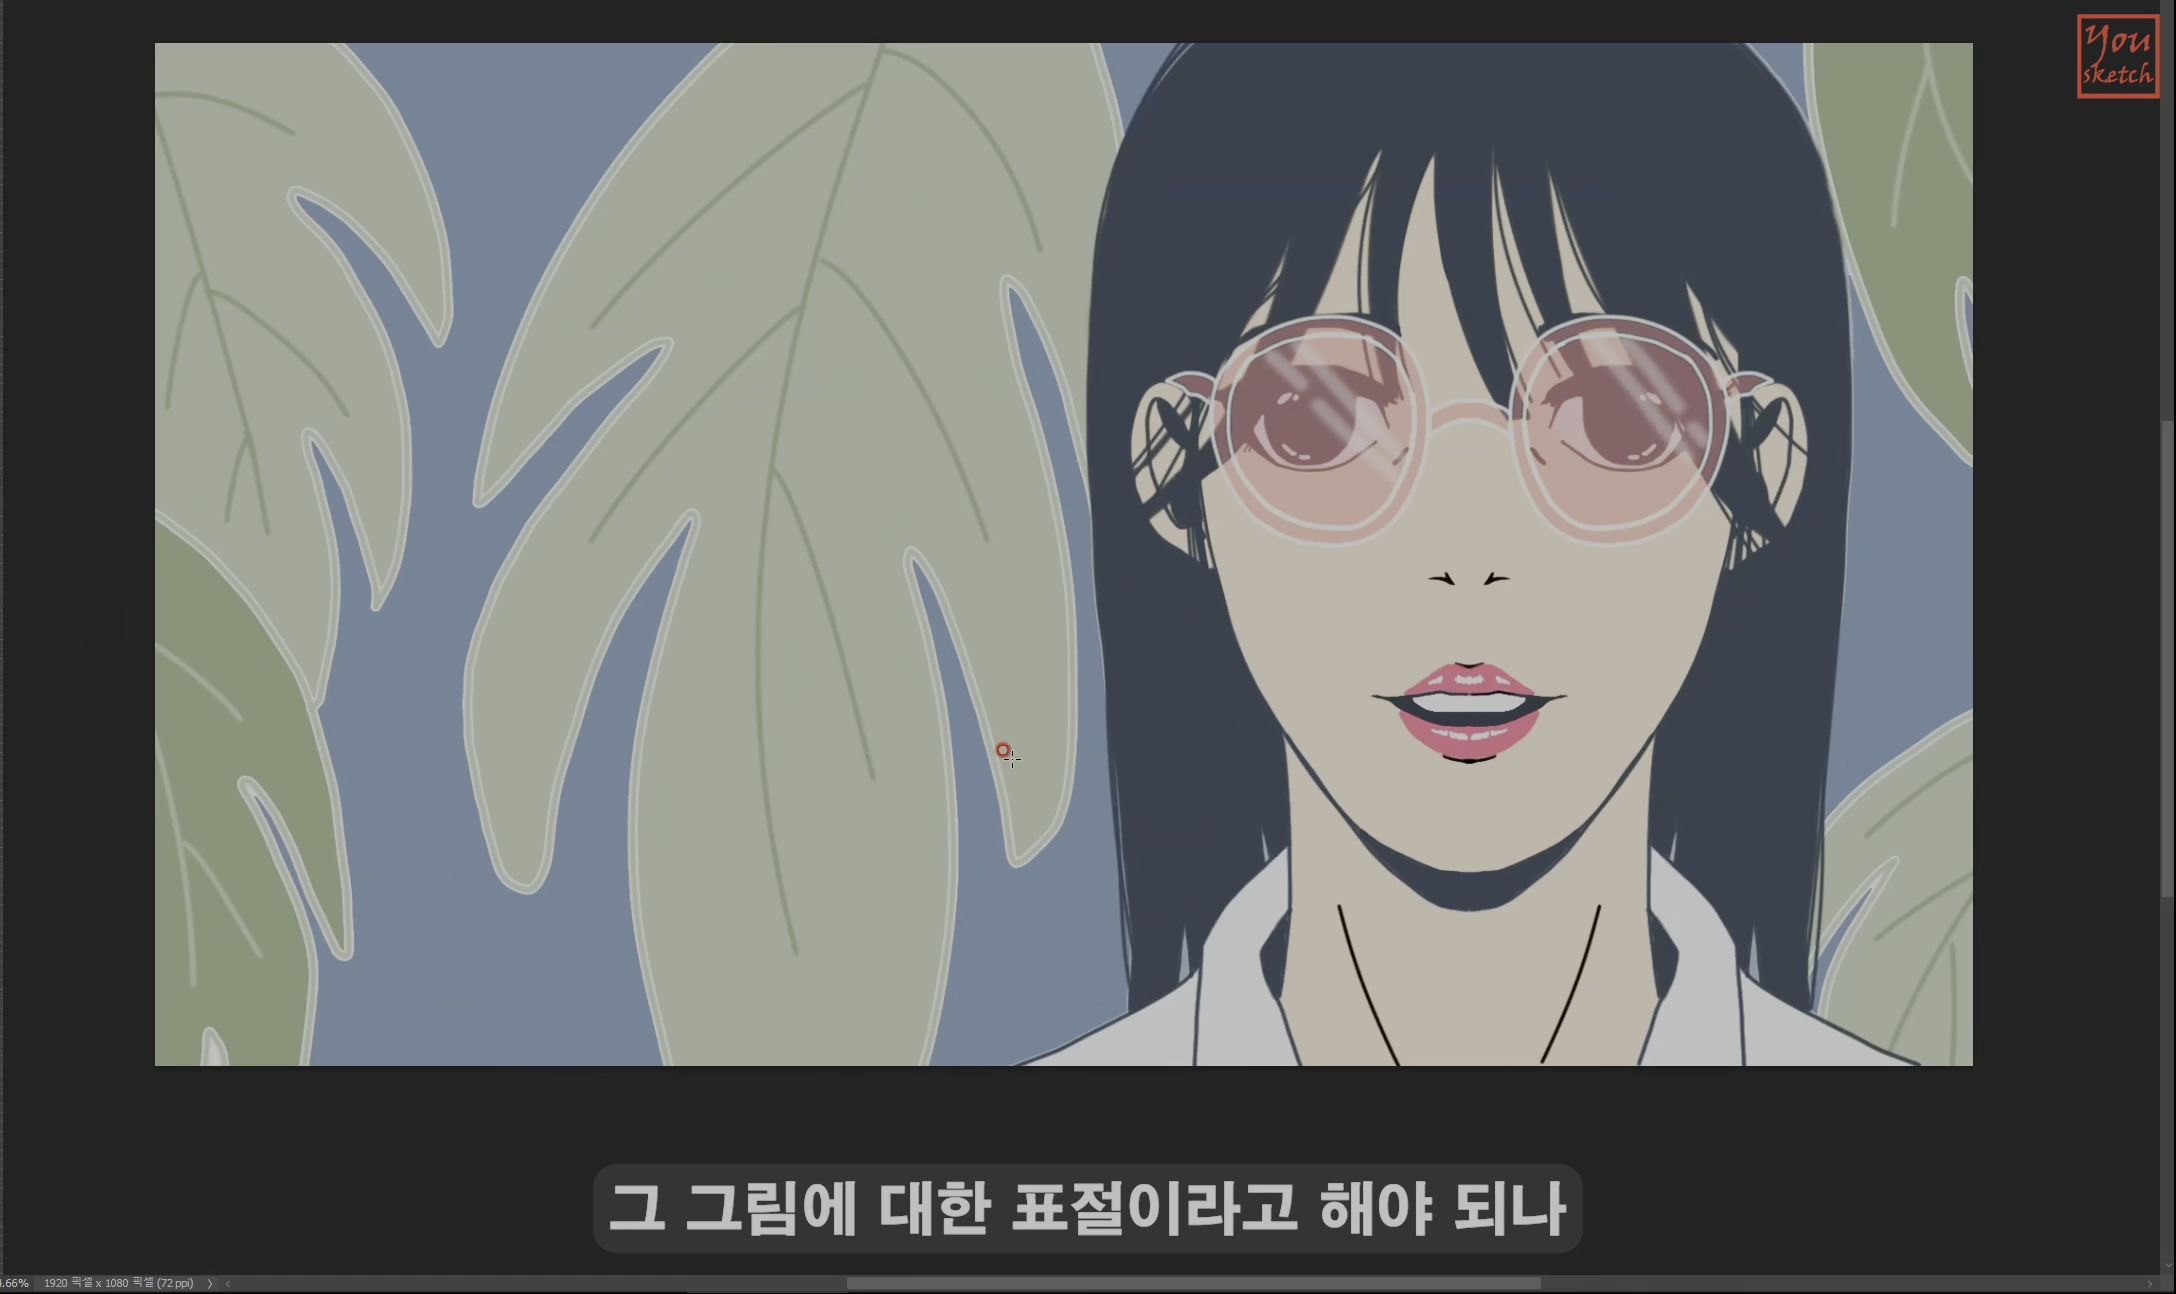 You
sketch
그 그림에 대한 표절이라고 해야 되나
.66% 1920 픽셀 x 1080 픽셀 (72 ppi)